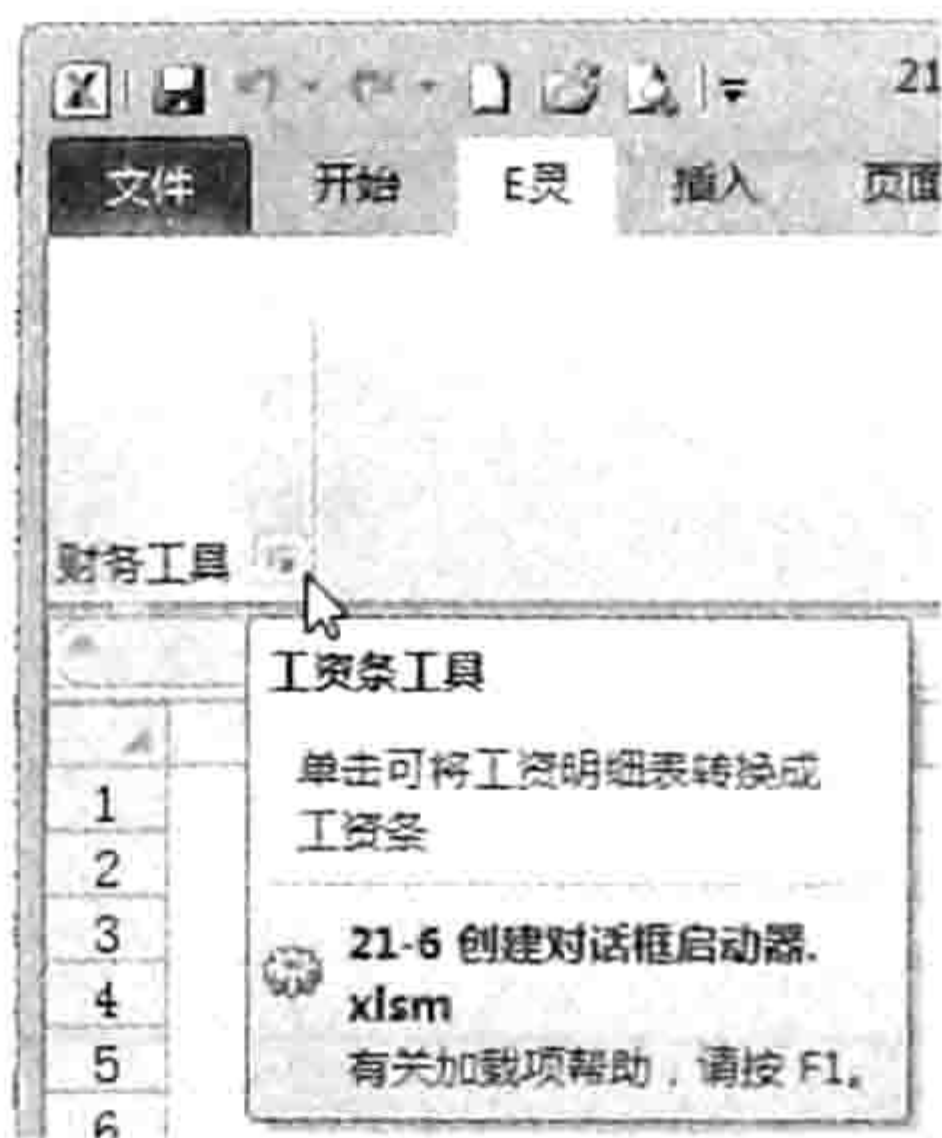 21
文件 开始 E灵 插入 页面
财务工具
工资条工具
单击可将工资明细表转换成
工资条
1
2
3
4
5
6
21-6 创建对话框启动器.
xlsm
有关加载项帮助，请按 F1。